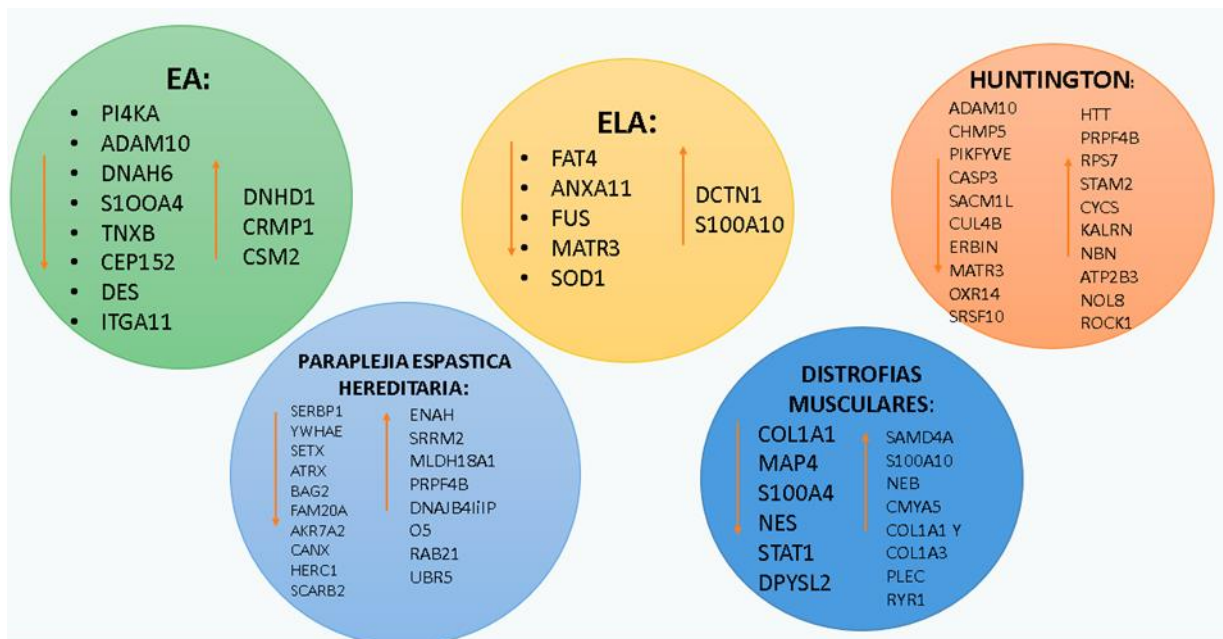 EA:
• PI4KA
• ADAM10
• DNAH6
• S1OOA4
• TNXB
• CEP152
• DES
• ITGA11
DNHD1
CRMP1
CSM2
ELA:
• FAT4
• ANXA11
• FUS
• MATR3
• SOD1
DCTN1
S100A10
HUNTINGTON:
ADAM10
CHMP5
PIKFYVE
CASP3
SACM1L
CUL4B
ERBIN
MATR3
OXR14
SRSF10
HTT
PRPF4B
RPS7
STAM2
CYCS
KALRN
NBN
ATP2B3
NOL8
ROCK1
PARAPLEJIA ESPASTICA
HEREDITARIA:
SERBP1
YWHAE
SETX
ATRX
BAG2
FAM20A
AKR7A2
CANX
HERC1
SCARB2
ENAH
SRRM2
MLDH18A1
PRPF4B
DNAJB4IiIP
O5
RAB21
UBR5
DISTROFIAS
MUSCULARES:
COL1A1
MAP4
S100A4
NES
STAT1
DPYSL2
SAMD4A
S100A10
NEB
CMYA5
COL1A1 Y
COL1A3
PLEC
RYR1